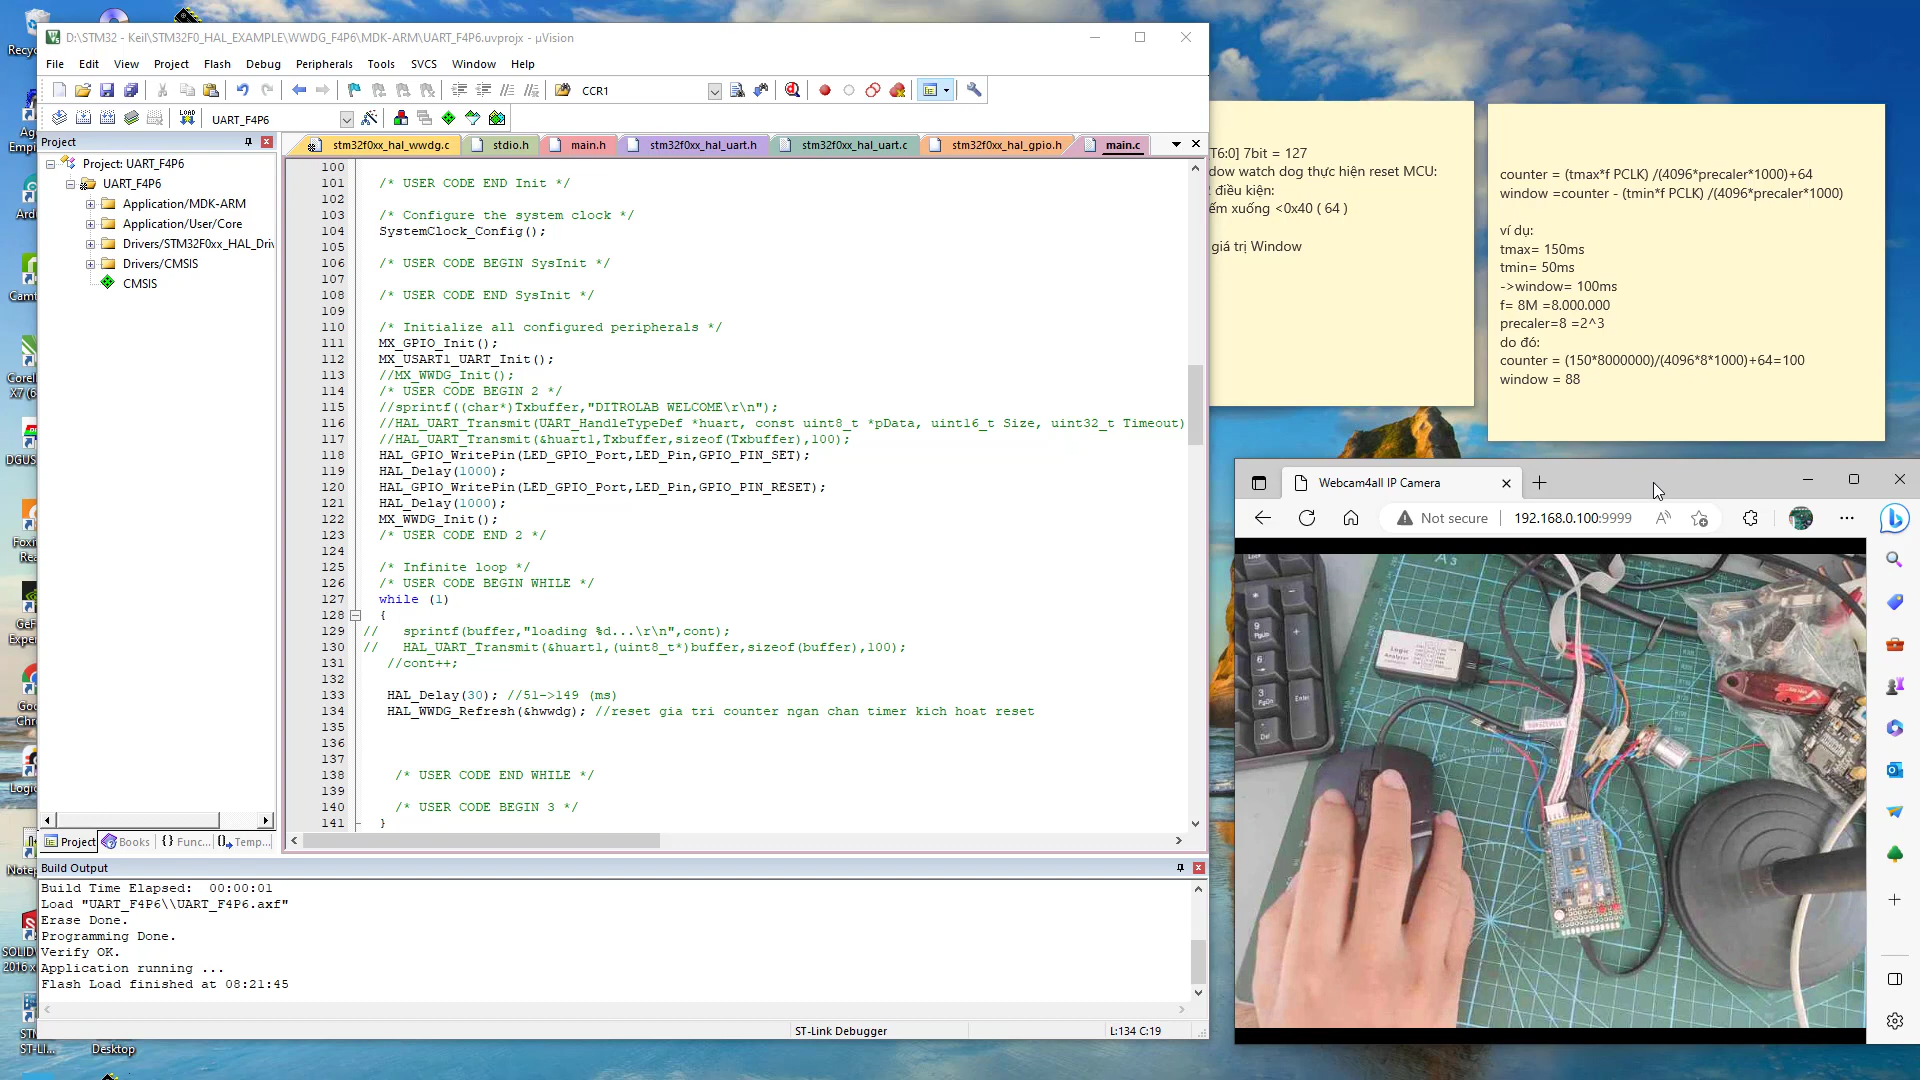 D:\STM32 - Keil\STM32F0_HAL_EXAMPLE\WWDG_F4P6\MDK-ARM\UART_F4P6.uvprojx - µVision
File Edit View Project Flash Debug Peripherals Tools SVCS Window Help
CCR1
LOAD
UART_F4P6
Project
stm32f0xx_hal_wwdg.c stdio.h main.h stm32f0xx_hal_uart.h stm32f0xx_hal_uart.c stm32f0xx_hal_gpio.h main.c
Project: UART_F4P6
UART_F4P6
Application/MDK-ARM
Application/User/Core
Drivers/STM32F0xx_HAL_Driv
Drivers/CMSIS
CMSIS
Project Books Func... Temp...
100
101 /* USER CODE END Init */
102
103 /* Configure the system clock */
104 SystemClock_Config();
105
106 /* USER CODE BEGIN SysInit */
107
108 /* USER CODE END SysInit */
109
110 /* Initialize all configured peripherals */
111 MX_GPIO_Init();
112 MX_USART1_UART_Init();
113 //MX_WWDG_Init();
114 /* USER CODE BEGIN 2 */
115 //sprintf((char*)Txbuffer,"DITROLAB WELCOME\r\n");
116 //HAL_UART_Transmit(UART_HandleTypeDef *huart, const uint8_t *pData, uint16_t Size, uint32_t Timeout)
117 //HAL_UART_Transmit(&huart1,Txbuffer,sizeof(Txbuffer),100);
118 HAL_GPIO_WritePin(LED_GPIO_Port,LED_Pin,GPIO_PIN_SET);
119 HAL_Delay(1000);
120 HAL_GPIO_WritePin(LED_GPIO_Port,LED_Pin,GPIO_PIN_RESET);
121 HAL_Delay(1000);
122 MX_WWDG_Init();
123 /* USER CODE END 2 */
124
125 /* Infinite loop */
126 /* USER CODE BEGIN WHILE */
127 while (1)
128 {
129 // sprintf(buffer,"loading %d...\r\n",cont);
130 // HAL_UART_Transmit(&huart1,(uint8_t*)buffer,sizeof(buffer),100);
131 //cont++;
132
133 HAL_Delay(30); //51->149 (ms)
134 HAL_WWDG_Refresh(&hwwdg); //reset gia tri counter ngan chan timer kich hoat reset
135
136
137
138 /* USER CODE END WHILE */
139
140 /* USER CODE BEGIN 3 */
141 }
Build Output
Build Time Elapsed: 00:00:01
Load "UART_F4P6\\UART_F4P6.axf"
Erase Done.
Programming Done.
Verify OK.
Application running ...
Flash Load finished at 08:21:45
ST-Link Debugger L:134 C:19
T6:0] 7bit = 127
dow watch dog thực hiện reset MCU:
điều kiện:
ếm xuống <0x40 ( 64 )
giá trị Window
counter = (tmax*f PCLK) /(4096*precaler*1000)+64
window =counter - (tmin*f PCLK) /(4096*precaler*1000)
ví dụ:
tmax= 150ms
tmin= 50ms
->window= 100ms
f= 8M =8.000.000
precaler=8 =2^3
do đó:
counter = (150*8000000)/(4096*8*1000)+64=100
window = 88
Webcam4all IP Camera
Not secure 192.168.0.100:9999
Logic
Enter
Desktop
ST-LI...